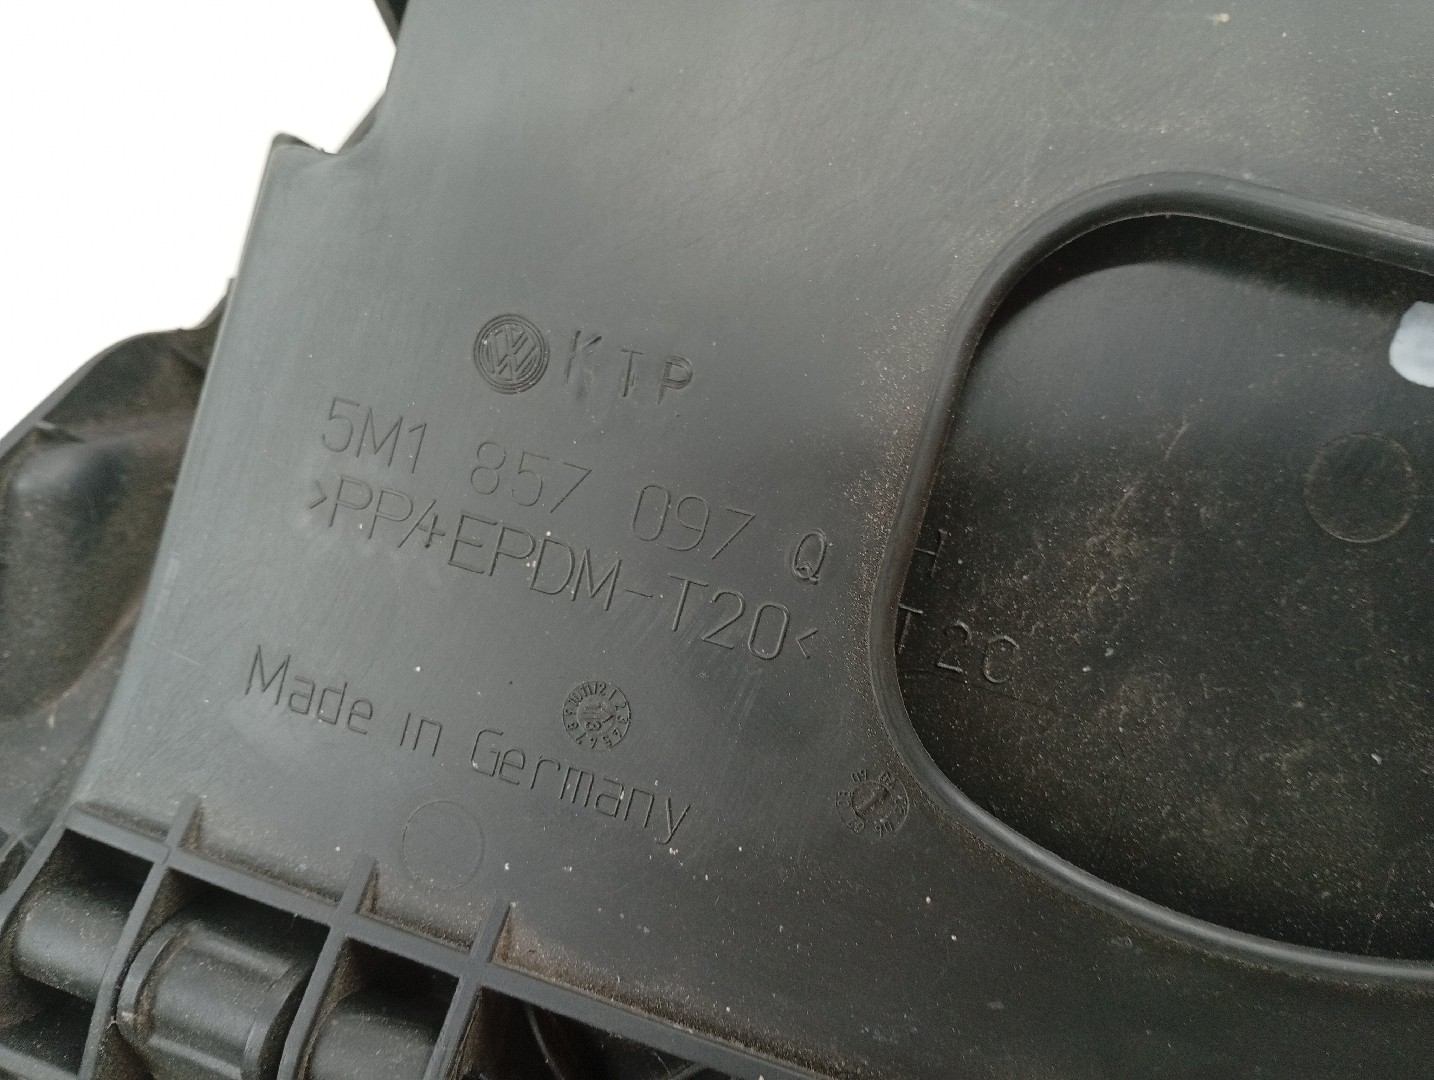 KTP
5M1 857 097 Q
>PP/+EPDM-T20<
Made in Germany